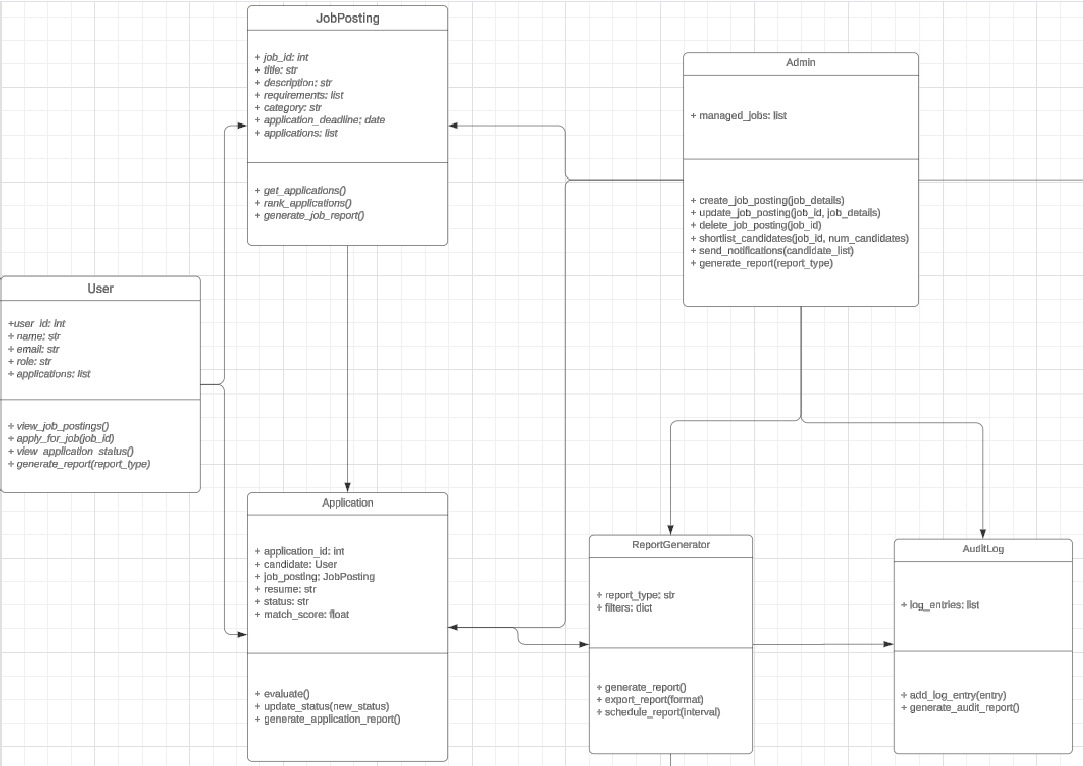 JobPosting
+ job_id: int
+ title: str
+ description: str
+ requirements: list
+ category: str
+ application_deadline: date
+ applications: list
+ get_applications()
+ rank_applications()
+ generate_job_report()
Admin
+ managed_jobs: list
+ create_job_posting(job_details)
+ update_job_posting(job_id, job_details)
+ delete_job_posting(job_id)
+ shortlist_candidates(job_id, num_candidates)
+ send_notifications(candidate_list)
+ generate_report(report_type)
User
+user_id: int
+ name: str
+ email: str
+ role: str
+ applications: list
+ view_job_postings()
+ apply_for_job(job_id)
+ view_application_status()
+ generate_report(report_type)
Application
+ application_id: int
+ candidate: User
+ job_posting: JobPosting
+ resume: str
+ status: str
+ match_score: float
+ evaluate()
+ update_status(new_status)
+ generate_application_report()
ReportGenerator
+ report_type: str
+ filters: dict
+ generate_report()
+ export_report(format)
+ schedule_report(interval)
AuditLog
+ log_entries: list
+ add_log_entry(entry)
+ generate_audit_report()